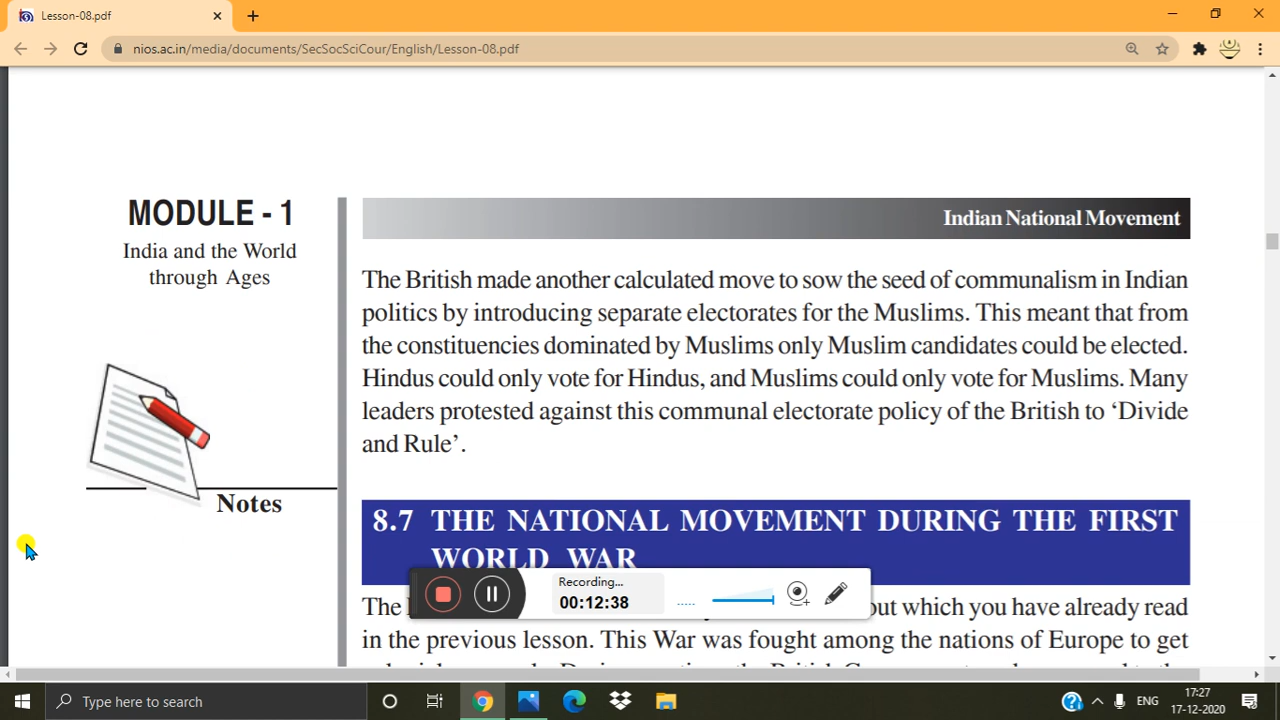 Lesson-08.pdf
nios.ac.in/media/documents/SecSocSciCour/English/Lesson-08.pdf
MODULE - 1
India and the World
through Ages
Notes
Indian National Movement
The British made another calculated move to sow the seed of communalism in Indian
politics by introducing separate electorates for the Muslims. This meant that from
the constituencies dominated by Muslims only Muslim candidates could be elected.
Hindus could only vote for Hindus, and Muslims could only vote for Muslims. Many
leaders protested against this communal electorate policy of the British to ‘Divide
and Rule’.
8.7 THE NATIONAL MOVEMENT DURING THE FIRST
WORLD WAR
The
out which you have already read
in the previous lesson. This War was fought among the nations of Europe to get
Recording...
00:12:38
Type here to search
ENG
17:27
17-12-2020